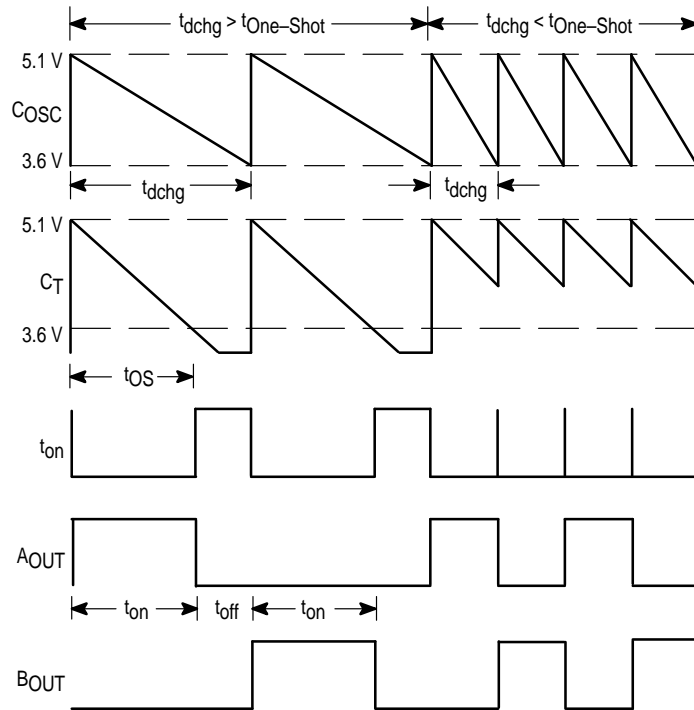 tdchg > tOne–Shot tdchg < tOne–Shot
5.1 V
COSC
3.6 V
tdchg tdchg
5.1 V
CT
3.6 V
tOS
ton
AOUT
ton toff ton
BOUT